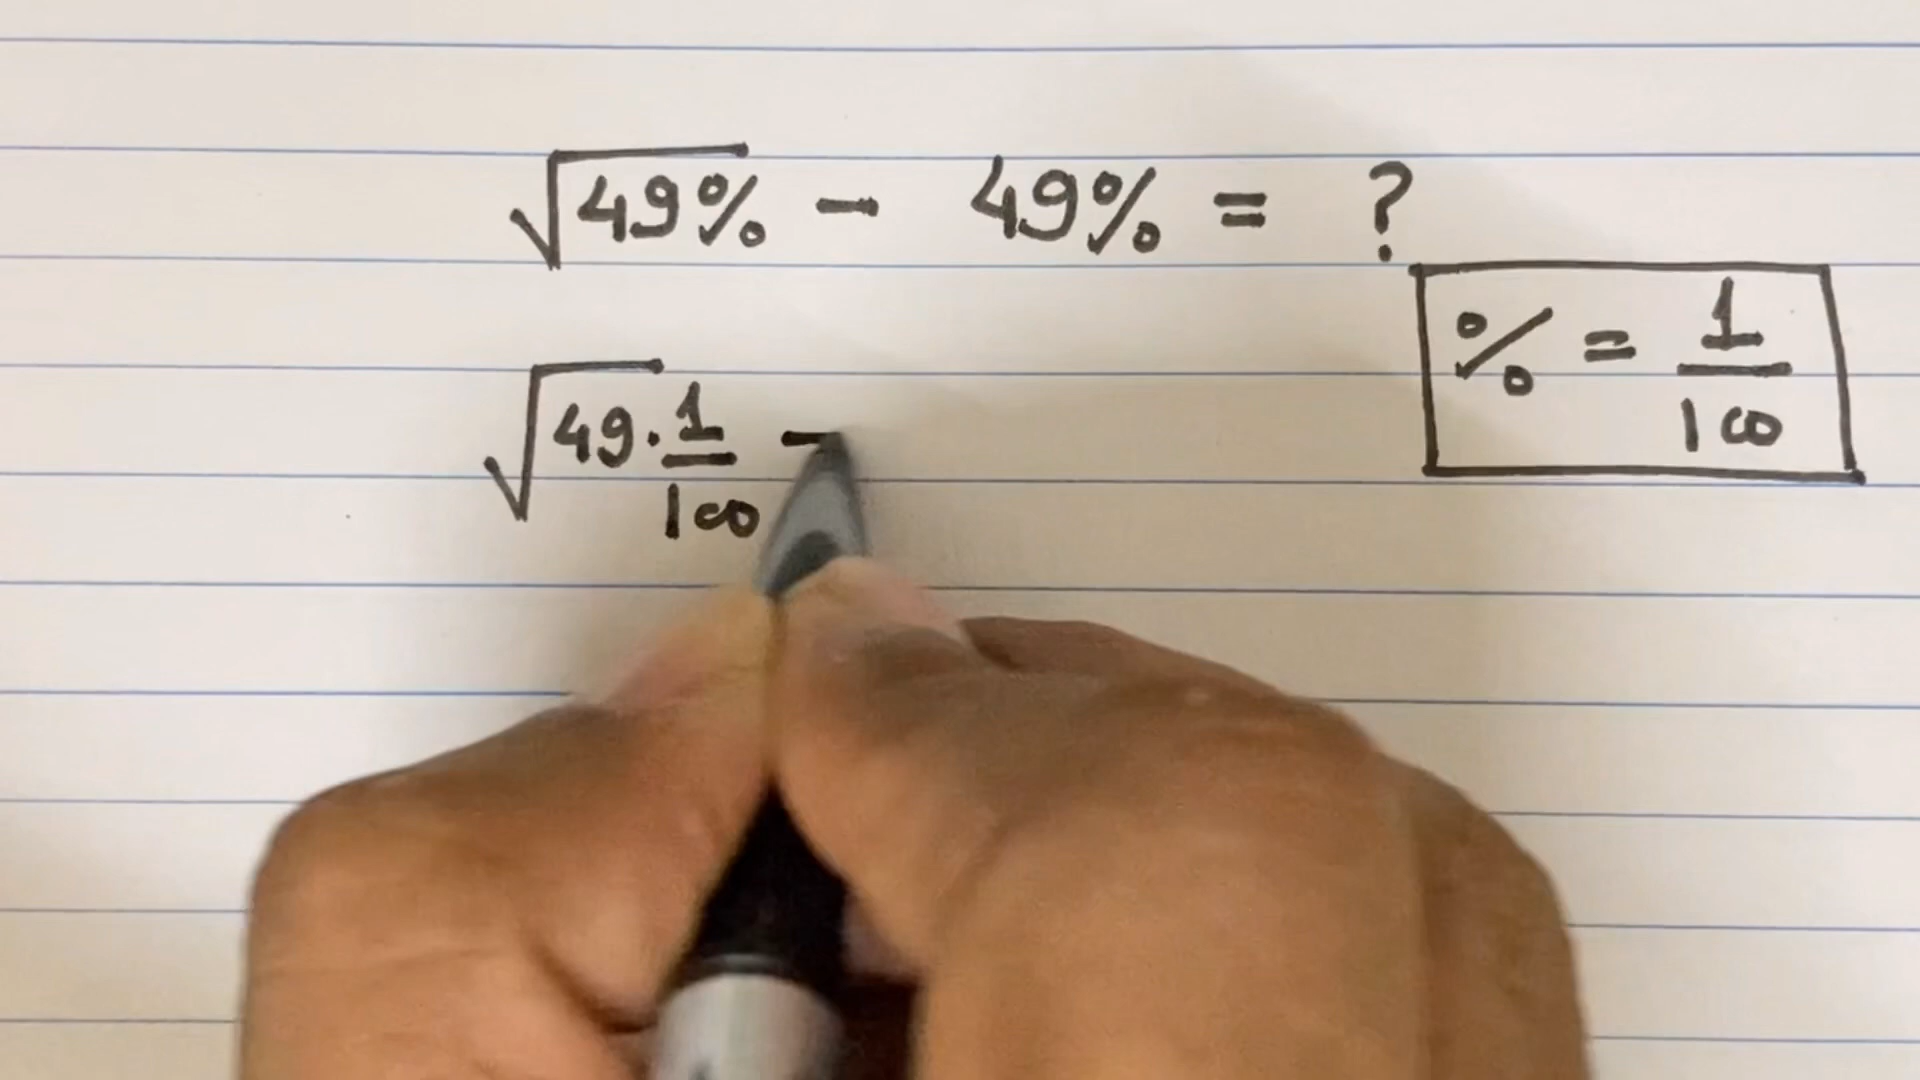 √49% - 49% = ?
% = 1/100
√49·1/100 -